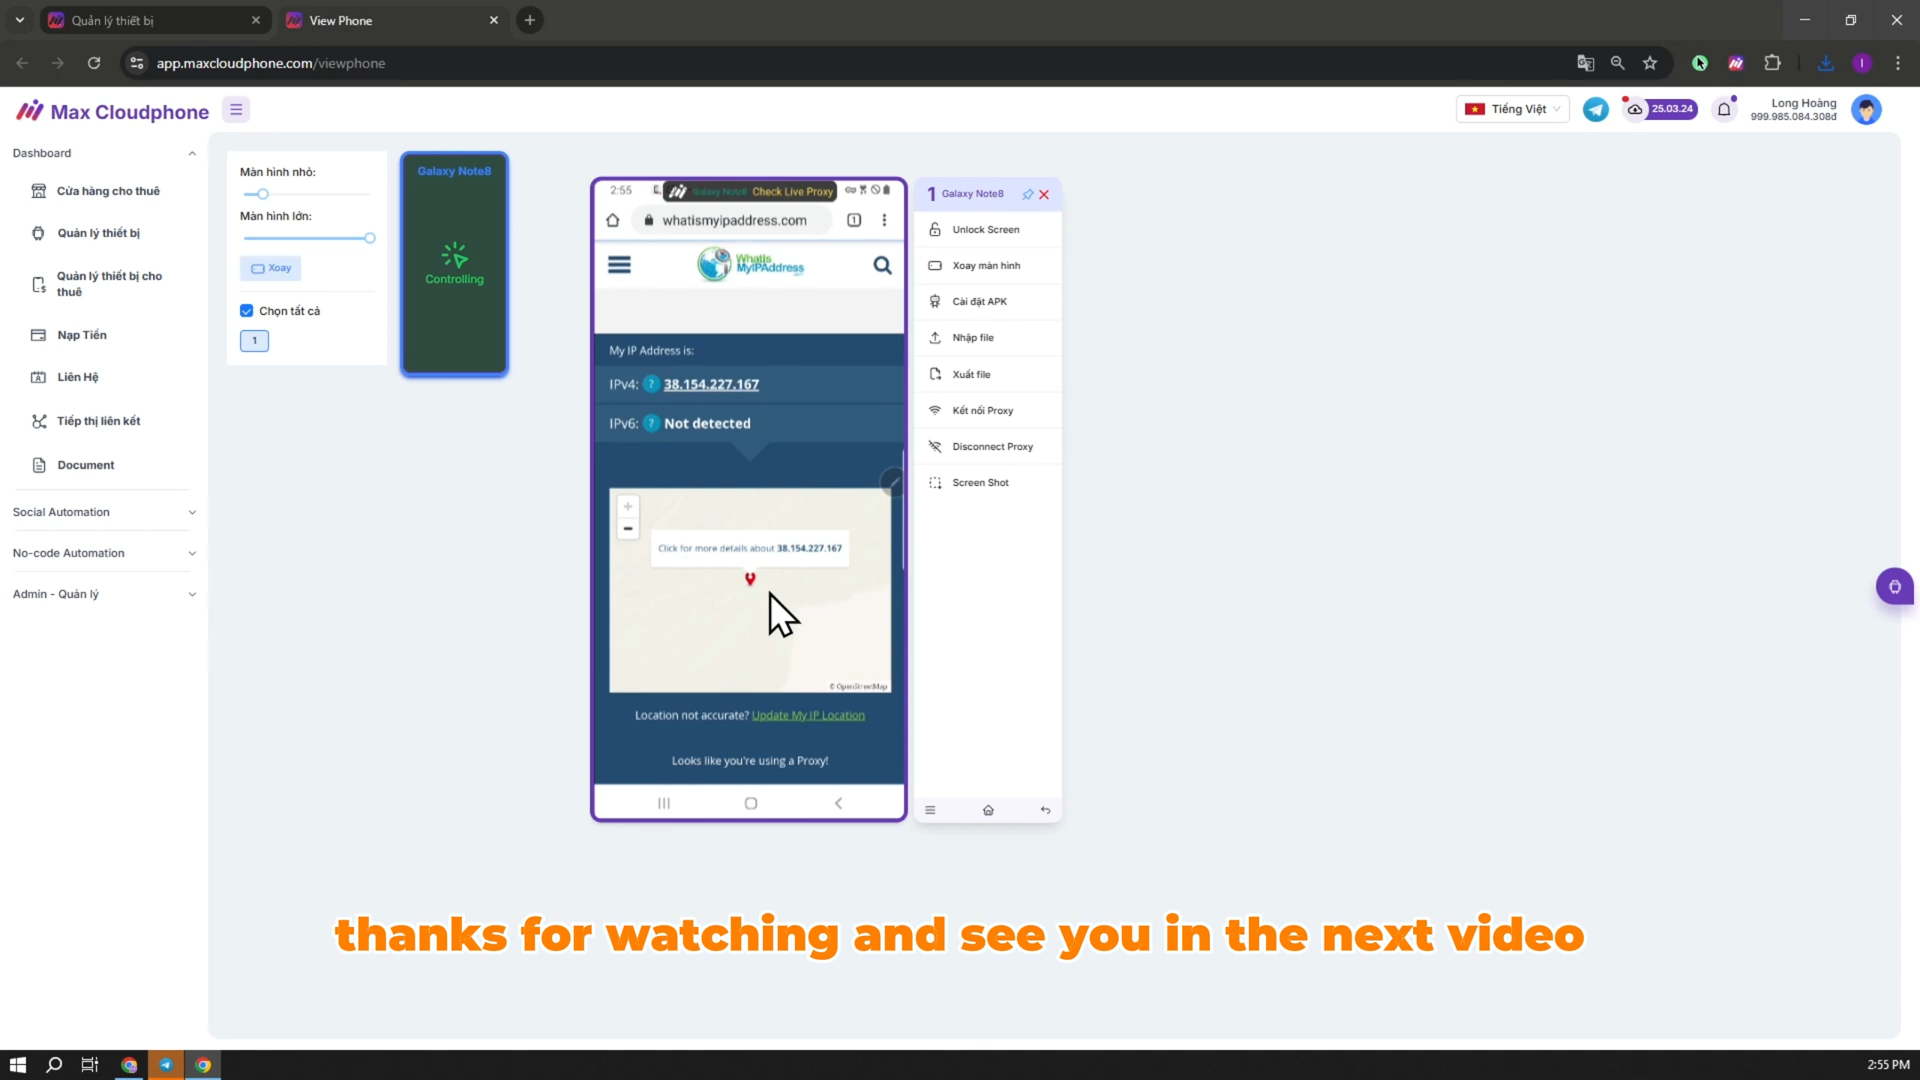 Quản lý thiết bị
View Phone
app.maxcloudphone.com/viewphone
Max Cloudphone
Tiếng Việt
25.03.24
Long Hoàng
999.985.084.308đ
Dashboard
Cửa hàng cho thuê
Quản lý thiết bị
Quản lý thiết bị cho
thuê
Nạp Tiền
Liên Hệ
Tiếp thị liên kết
Document
Social Automation
No-code Automation
Admin - Quản lý
Màn hình nhỏ:
Màn hình lớn:
Xoay
Chọn tất cả
1
Galaxy Note8
Controlling
2:55
Galaxy Note8 Check Live Proxy
whatismyipaddress.com
1
WhatIs
MyIPAddress
My IP Address is:
IPv4: ? 38.154.227.167
IPv6: ? Not detected
+
−
Click for more details about 38.154.227.167
© OpenStreetMap
Location not accurate? Update My IP Location
Looks like you're using a Proxy!
1 Galaxy Note8
Unlock Screen
Xoay màn hình
Cài đặt APK
Nhập file
Xuất file
Kết nối Proxy
Disconnect Proxy
Screen Shot
thanks for watching and see you in the next video
2:55 PM